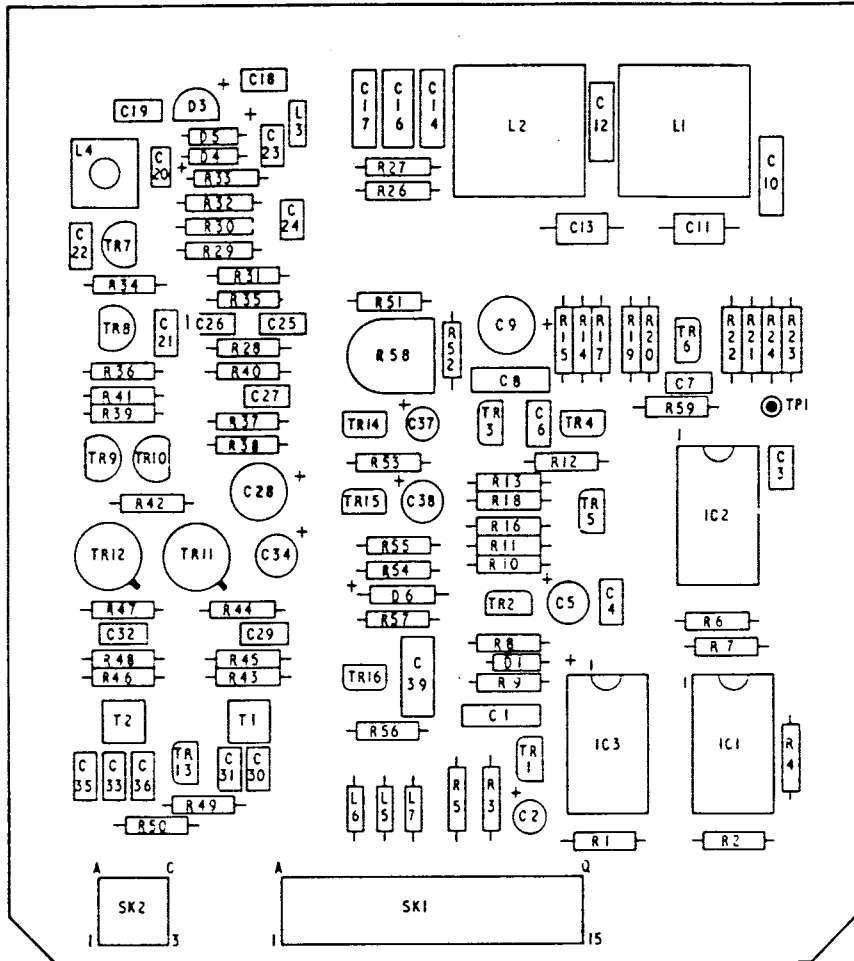 + C18
C19 D3 +
C17 C16 C14 L2 C12 L1
L3
D5
C23
L4 D4
C20 + R33
R27
C10
R32 R26
C24
R30
C22 TR7 R29
C13 C11
R31
R34
R35 R51
TR8 C21 C26 C25
C9 + R15 R14 R17 R19 R20 TR6 R22 R21 R24 R23
R28 R58 R52
R36 R40
C8 C7
R41 C27
R39 R59 TP1
R37 TR14 + C37 TR3 C6 TR4
R38 1
TR9 TR10 R53 R12 C3
C28 + R13
R42 TR15 + C38 R18 TR5
IC2
R16
TR12 TR11 C34 + R55 R11
R54 R10
+ D6 + C5 C4
R47 R44 TR2
R57 R6
C32 C29 R8 R7
R48 R45 C39 D1 + 1
R46 R43 TR16 R9 1
T2 T1 C1
R56 IC3 IC1 R4
C35 C33 C36 TR13 C31 C30 TR1
R49 L6 L5 L7 R5 R3 +
R50 C2
R1 R2
A C A Q
SK2 SK1
1 3 1 15